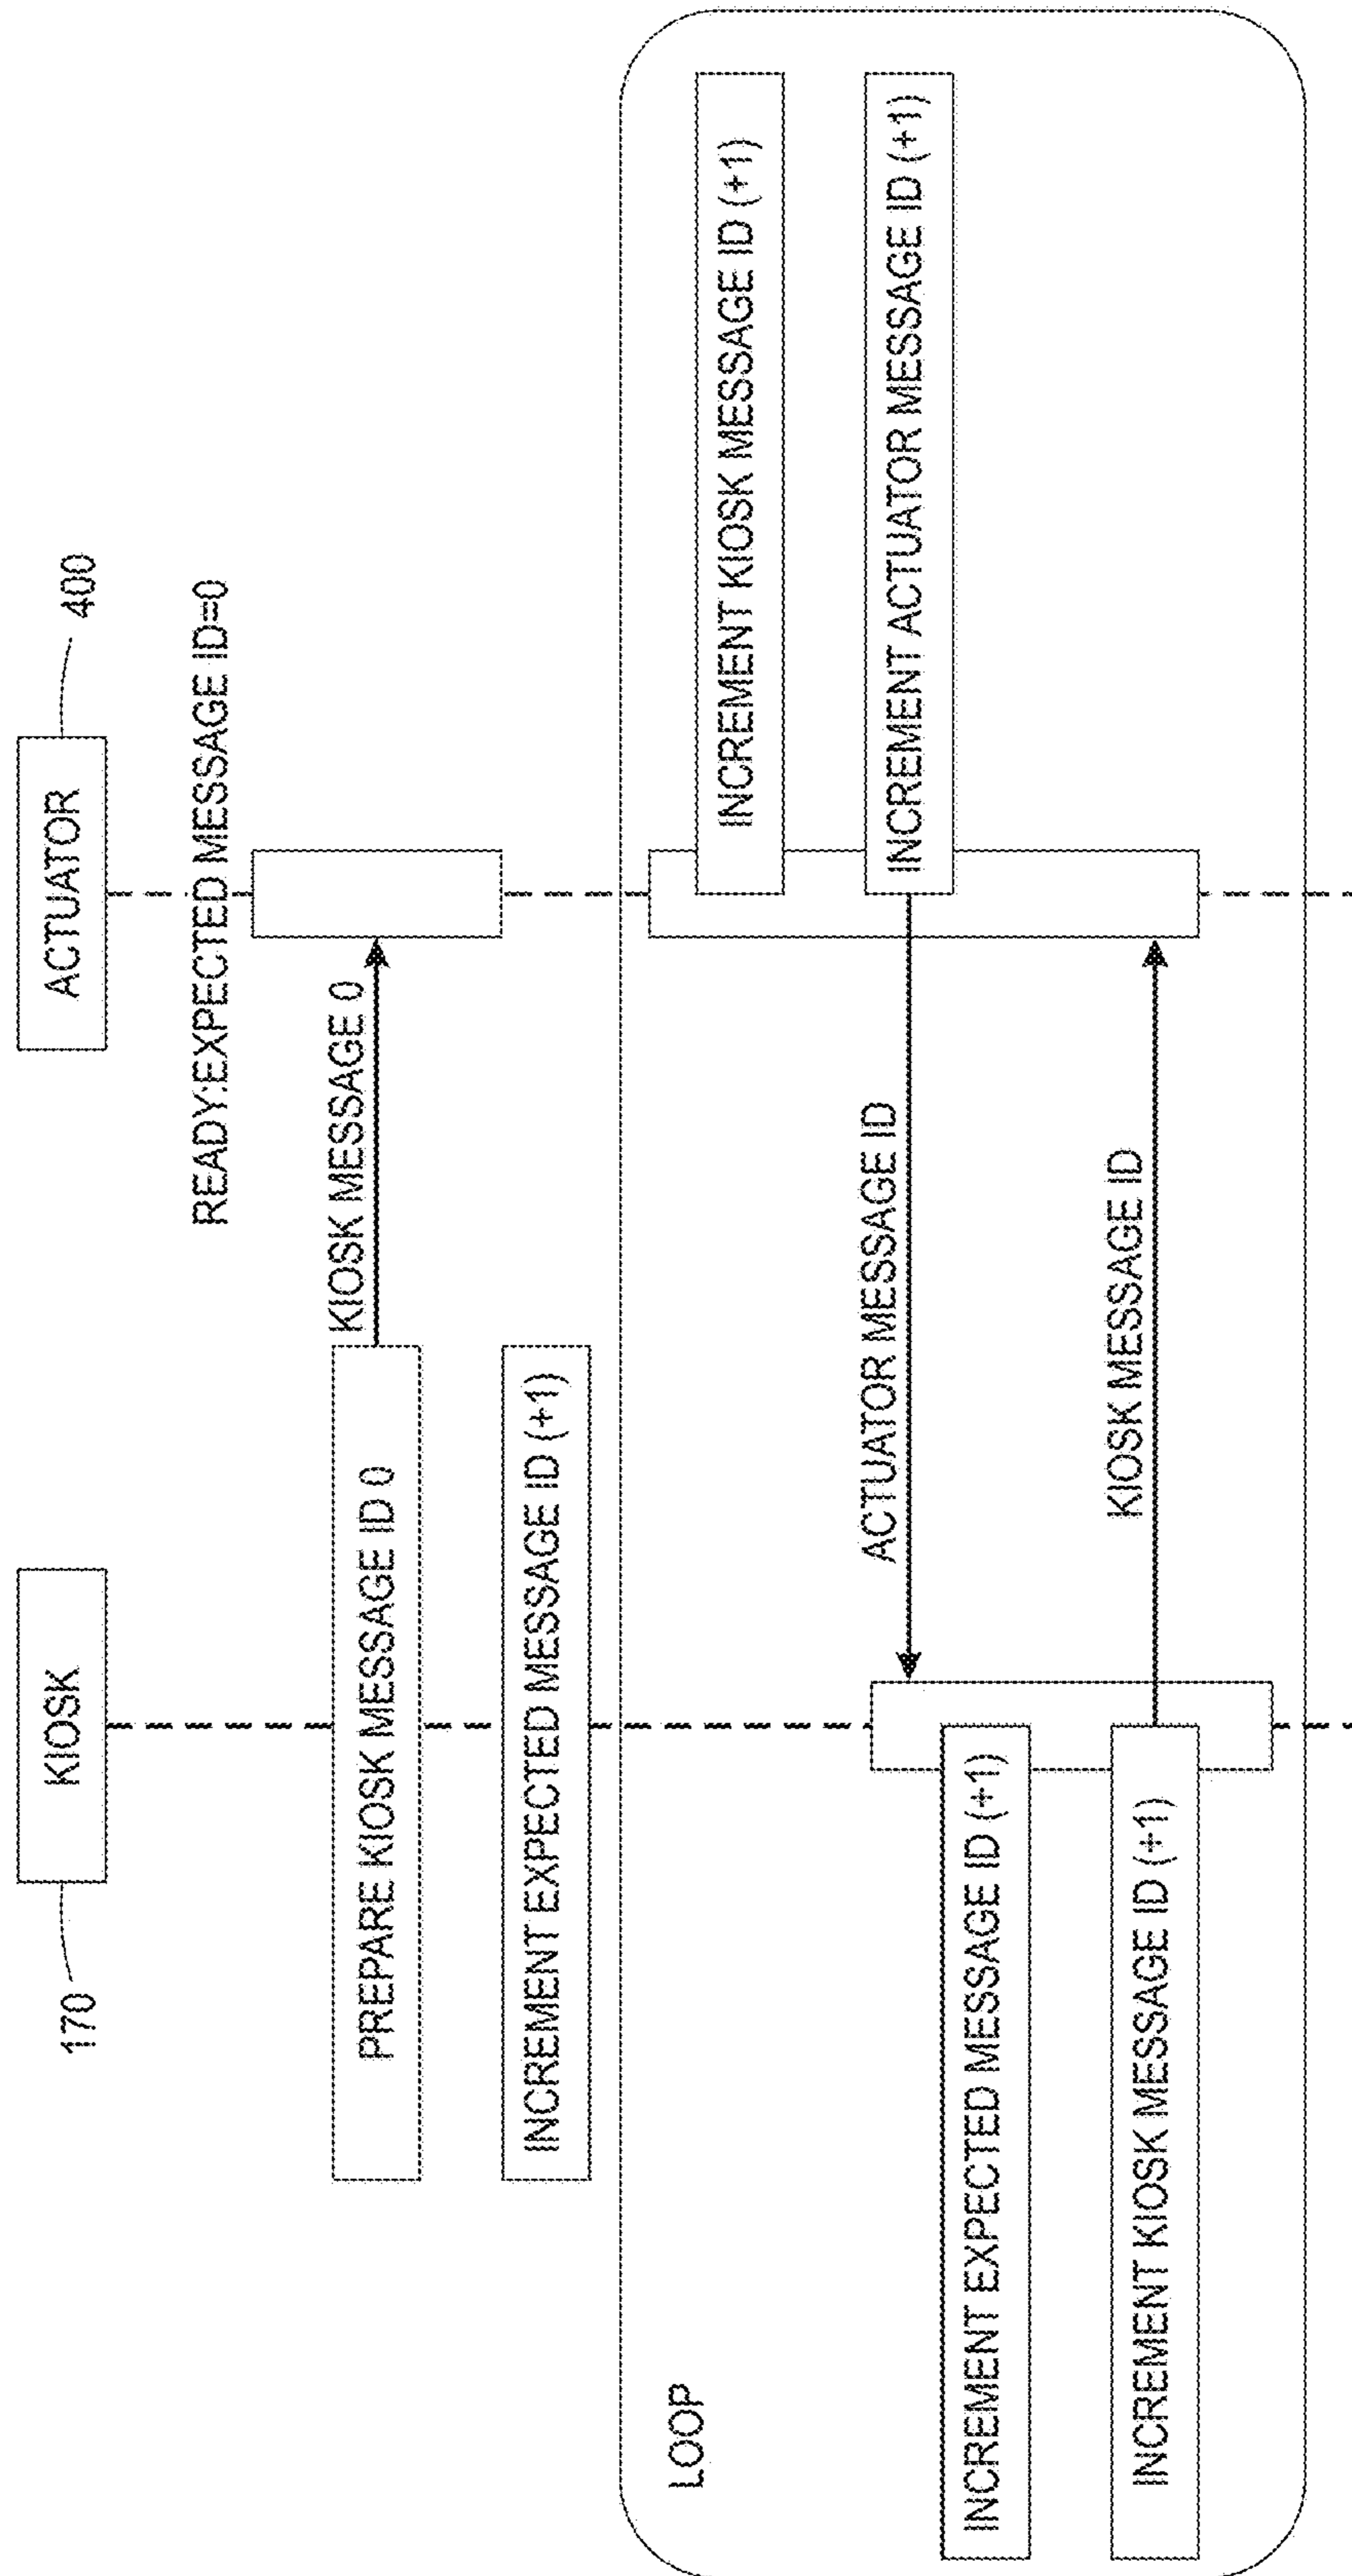 170
KIOSK
ACTUATOR
400
READY:EXPECTED MESSAGE ID=0
PREPARE KIOSK MESSAGE ID 0
KIOSK MESSAGE 0
INCREMENT EXPECTED MESSAGE ID (+1)
LOOP
INCREMENT KIOSK MESSAGE ID (+1)
ACTUATOR MESSAGE ID
INCREMENT ACTUATOR MESSAGE ID (+1)
INCREMENT EXPECTED MESSAGE ID (+1)
INCREMENT KIOSK MESSAGE ID (+1)
KIOSK MESSAGE ID